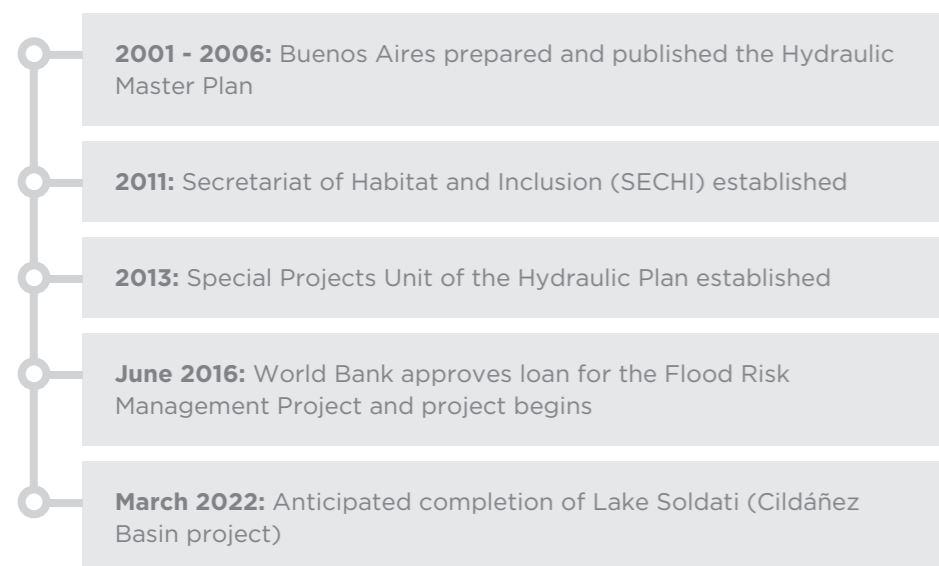 2001 - 2006: Buenos Aires prepared and published the Hydraulic
Master Plan
2011: Secretariat of Habitat and Inclusion (SECHI) established
2013: Special Projects Unit of the Hydraulic Plan established
June 2016: World Bank approves loan for the Flood Risk
Management Project and project begins
March 2022: Anticipated completion of Lake Soldati (Cildáñez
Basin project)